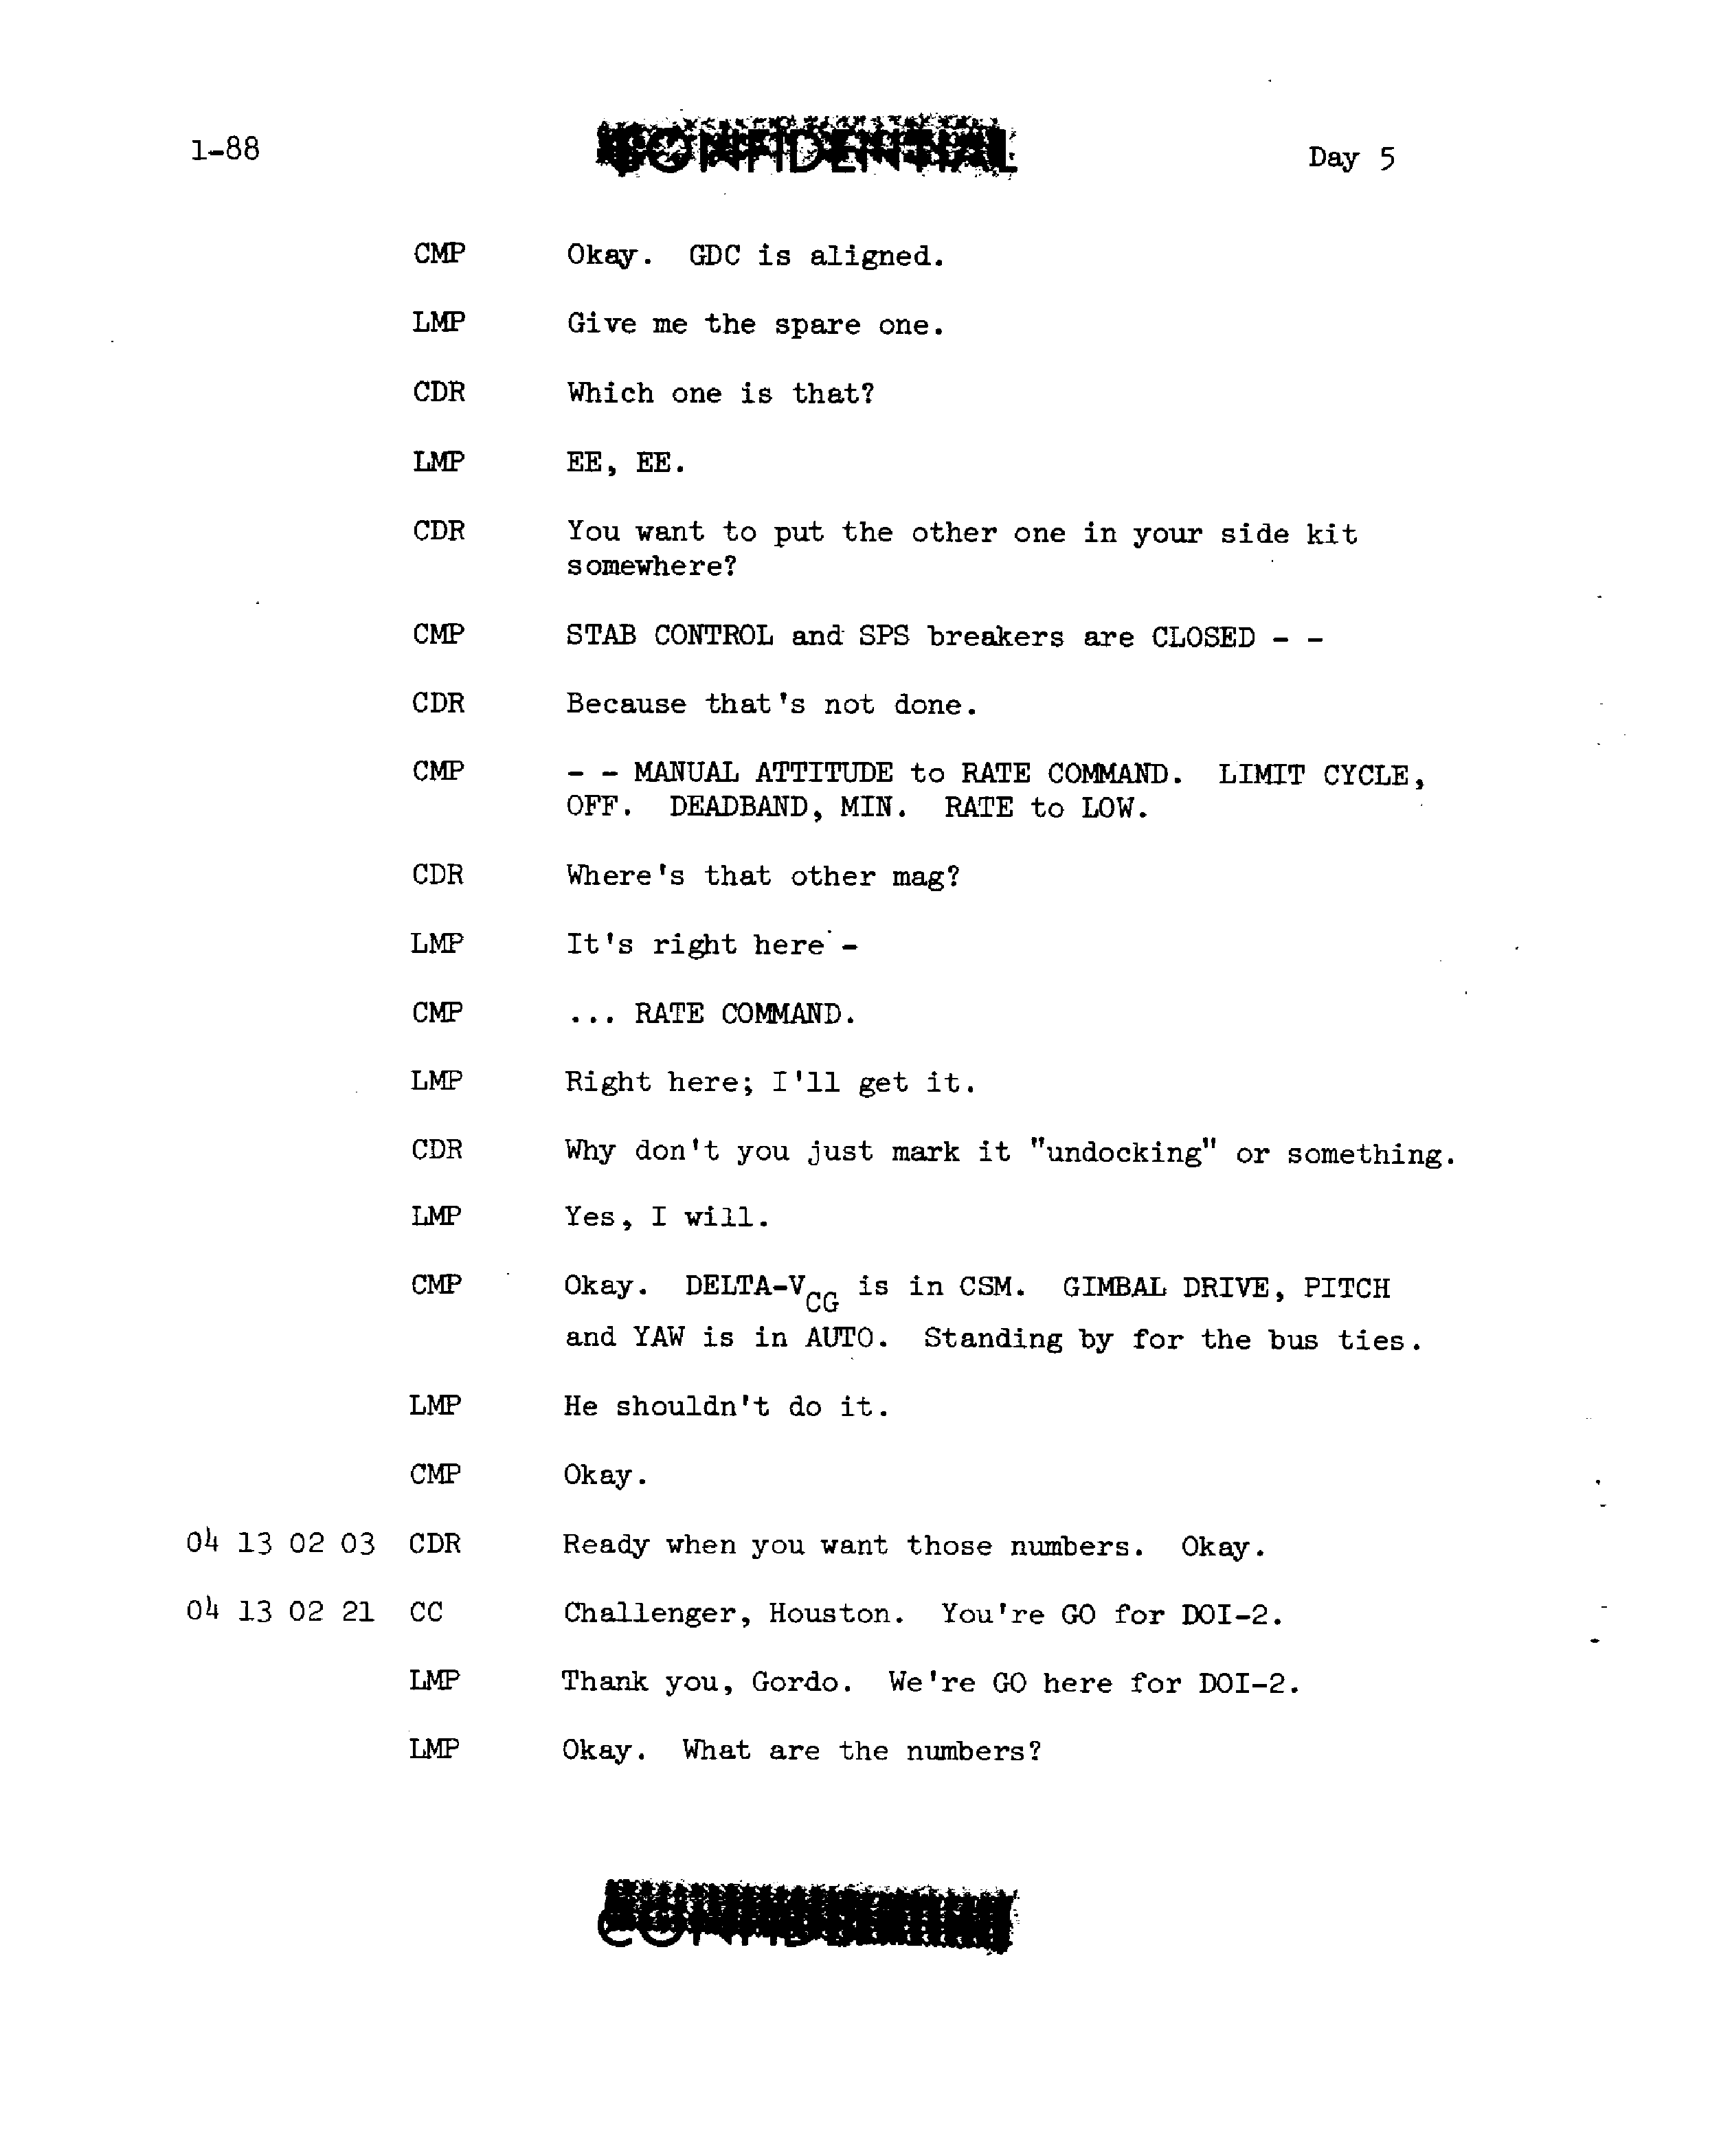 1-88
CONFIDENTIAL
Day 5
CMP Okay. GDC is aligned.
LMP Give me the spare one.
CDR Which one is that?
LMP EE, EE.
CDR You want to put the other one in your side kit
somewhere?
CMP STAB CONTROL and SPS breakers are CLOSED - -
CDR Because that's not done.
CMP - - MANUAL ATTITUDE to RATE COMMAND. LIMIT CYCLE,
OFF. DEADBAND, MIN. RATE to LOW.
CDR Where's that other mag?
LMP It's right here -
CMP ... RATE COMMAND.
LMP Right here; I'll get it.
CDR Why don't you just mark it "undocking" or something.
LMP Yes, I will.
CMP Okay. DELTA-VCG is in CSM. GIMBAL DRIVE, PITCH
and YAW is in AUTO. Standing by for the bus ties.
LMP He shouldn't do it.
CMP Okay.
04 13 02 03 CDR Ready when you want those numbers. Okay.
04 13 02 21 CC Challenger, Houston. You're GO for DOI-2.
LMP Thank you, Gordo. We're GO here for DOI-2.
LMP Okay. What are the numbers?
CONFIDENTIAL